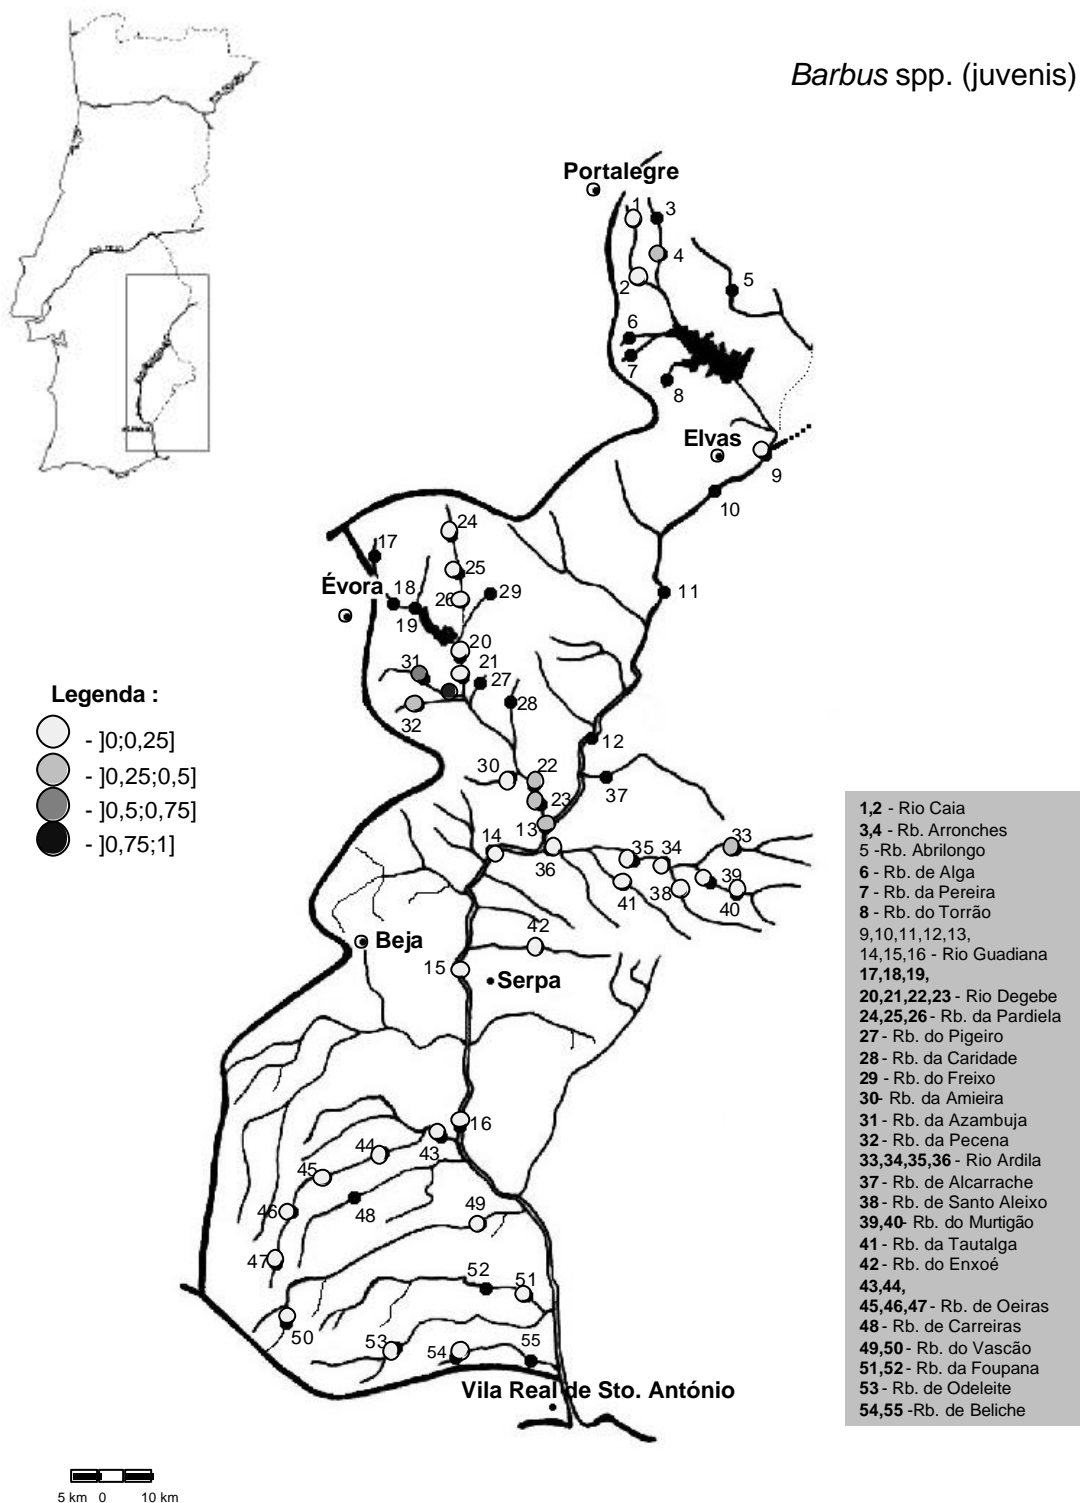 Barbus spp. (juvenis)
Portalegre
1
3
4
2
5
6
7
8
Elvas
9
10
24
17
25
Évora
18
26
29
11
19
20
31
21
27
Legenda :
32
28
- ]0;0,25]
12
- ]0,25;0,5]
30
22
37
- ]0,5;0,75]
23
13
- ]0,75;1]
14
36
35
34
33
41
38
39
40
42
Beja
15
Serpa
16
44
43
45
46
48
49
47
52
51
50
53
54
55
Vila Real de Sto. António
1,2 - Rio Caia
3,4 - Rb. Arronches
5 -Rb. Abrilongo
6 - Rb. de Alga
7 - Rb. da Pereira
8 - Rb. do Torrão
9,10,11,12,13,
14,15,16 - Rio Guadiana
17,18,19,
20,21,22,23 - Rio Degebe
24,25,26 - Rb. da Pardiela
27 - Rb. do Pigeiro
28 - Rb. da Caridade
29 - Rb. do Freixo
30- Rb. da Amieira
31 - Rb. da Azambuja
32 - Rb. da Pecena
33,34,35,36 - Rio Ardila
37 - Rb. de Alcarrache
38 - Rb. de Santo Aleixo
39,40- Rb. do Murtigão
41 - Rb. da Tautalga
42 - Rb. do Enxoé
43,44,
45,46,47 - Rb. de Oeiras
48 - Rb. de Carreiras
49,50 - Rb. do Vascão
51,52 - Rb. da Foupana
53 - Rb. de Odeleite
54,55 -Rb. de Beliche
5 km 0 10 km